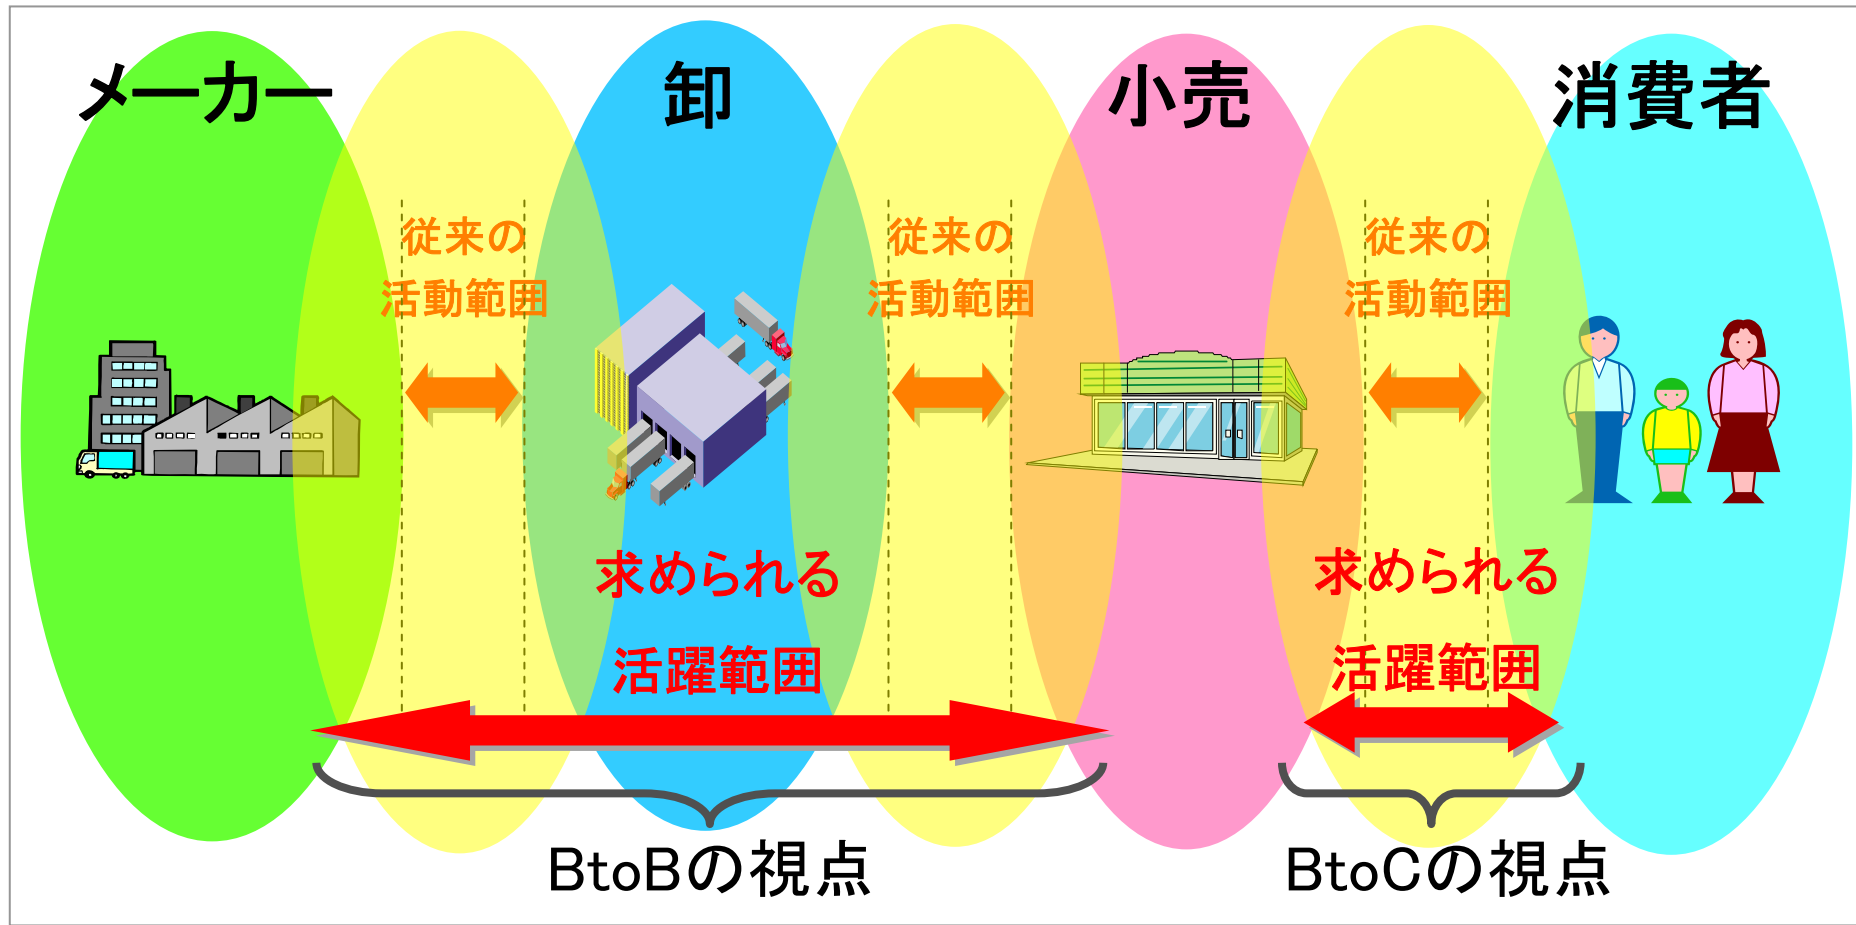 メーカー
卸
小売
消費者
従来の
活動範囲
従来の
活動範囲
従来の
活動範囲
求められる
活躍範囲
求められる
活躍範囲
BtoBの視点
BtoCの視点